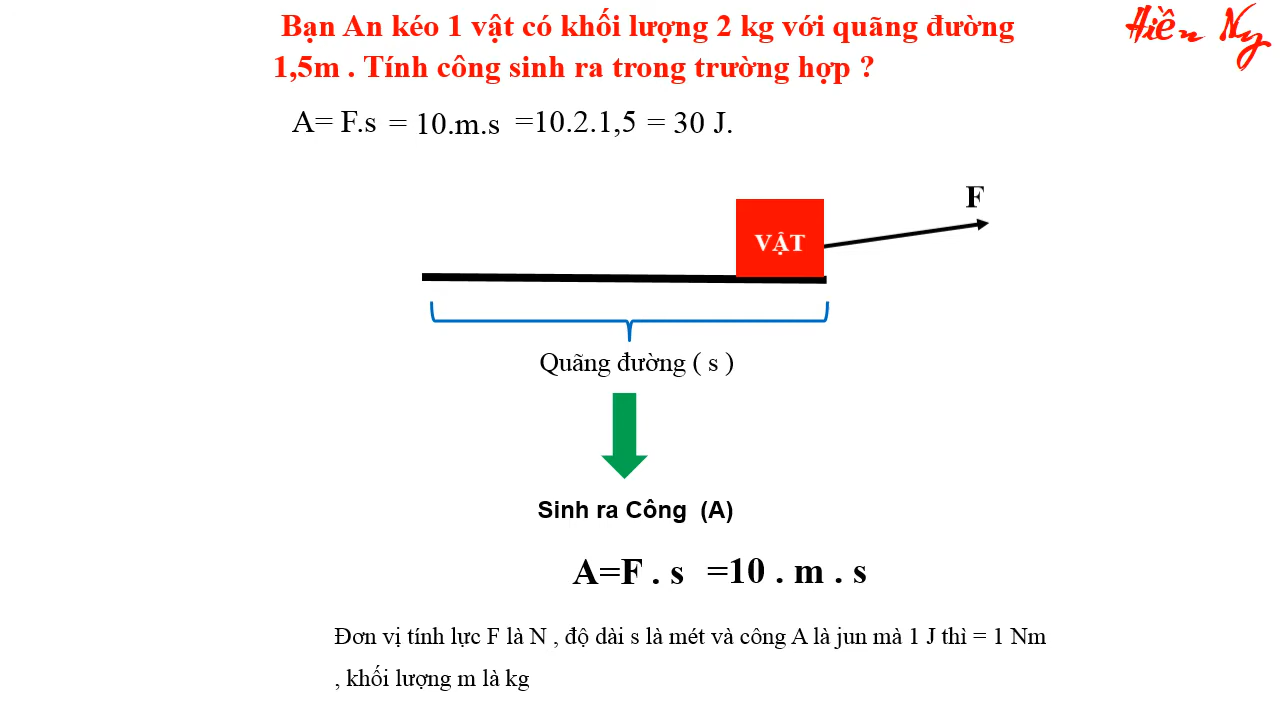 Bạn An kéo 1 vật có khối lượng 2 kg với quãng đường
1,5m . Tính công sinh ra trong trường hợp ?
Hiền Ny
A= F.s = 10.m.s =10.2.1,5 = 30 J.
F
VẬT
Quãng đường ( s )
Sinh ra Công (A)
A=F . s =10 . m . s
Đơn vị tính lực F là N , độ dài s là mét và công A là jun mà 1 J thì = 1 Nm
, khối lượng m là kg